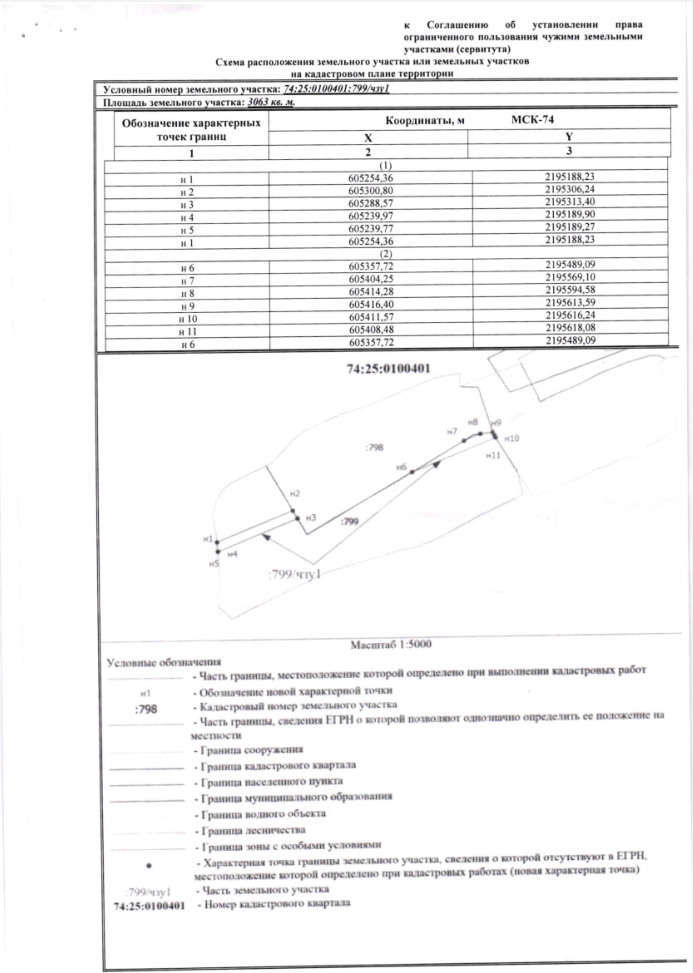 к Соглашению об установлении права
ограниченного пользования чужими земельными
участками (сервитута)
Схема расположения земельного участка или земельных участков
на кадастровом плане территории
Условный номер земельного участка: 74:25:0100401:799/чзу1
Площадь земельного участка: 3063 кв. м.
Обозначение характерных точек границ Координаты, м МСК-74
X Y
1 2 3
(1)
н 1 605254,36 2195188,23
н 2 605300,80 2195306,24
н 3 605288,57 2195313,40
н 4 605239,97 2195189,90
н 5 605239,77 2195189,27
н 1 605254,36 2195188,23
(2)
н 6 605357,72 2195489,09
н 7 605404,25 2195569,10
н 8 605414,28 2195594,58
н 9 605416,40 2195613,59
н 10 605411,57 2195616,24
н 11 605408,48 2195618,08
н 6 605357,72 2195489,09
74:25:0100401
н8 н9
н7 н10
:798
н11
н6
н2
н3 :799
н1
н4
н5
:799/чзу1
Масштаб 1:5000
Условные обозначения
- Часть границы, местоположение которой определено при выполнении кадастровых работ
н1 - Обозначение новой характерной точки
:798 - Кадастровый номер земельного участка
- Часть границы, сведения ЕГРН о которой позволяют однозначно определить ее положение на
местности
- Граница сооружения
- Граница кадастрового квартала
- Граница населенного пункта
- Граница муниципального образования
- Граница водного объекта
- Граница лесничества
- Граница зоны с особыми условиями
- Характерная точка границы земельного участка, сведения о которой отсутствуют в ЕГРН,
местоположение которой определено при кадастровых работах (новая характерная точка)
:799/чзу1 - Часть земельного участка
74:25:0100401 - Номер кадастрового квартала